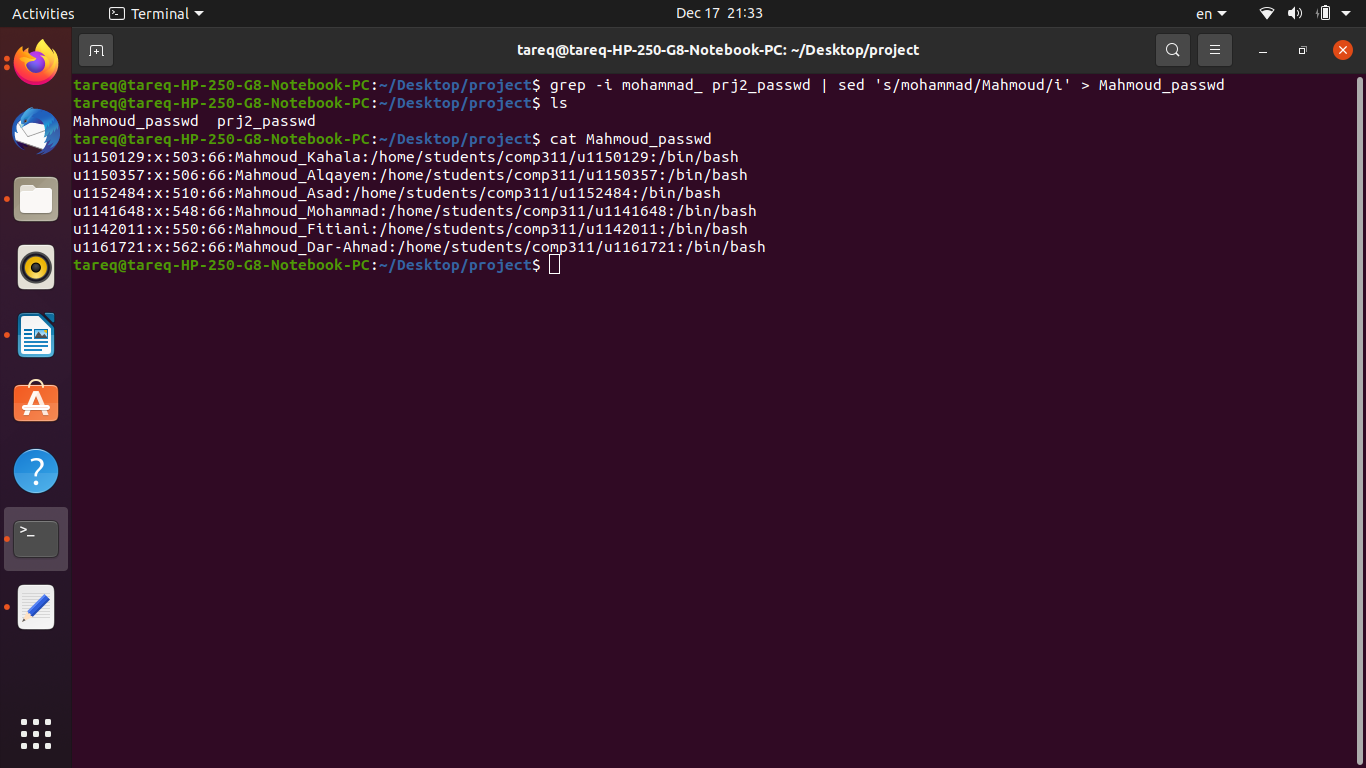 Activities Terminal Dec 17 21:33 en
tareq@tareq-HP-250-G8-Notebook-PC: ~/Desktop/project
tareq@tareq-HP-250-G8-Notebook-PC:~/Desktop/project$ grep -i mohammad_ prj2_passwd | sed 's/mohammad/Mahmoud/i' > Mahmoud_passwd
tareq@tareq-HP-250-G8-Notebook-PC:~/Desktop/project$ ls
Mahmoud_passwd  prj2_passwd
tareq@tareq-HP-250-G8-Notebook-PC:~/Desktop/project$ cat Mahmoud_passwd
u1150129:x:503:66:Mahmoud_Kahala:/home/students/comp311/u1150129:/bin/bash
u1150357:x:506:66:Mahmoud_Alqayem:/home/students/comp311/u1150357:/bin/bash
u1152484:x:510:66:Mahmoud_Asad:/home/students/comp311/u1152484:/bin/bash
u1141648:x:548:66:Mahmoud_Mohammad:/home/students/comp311/u1141648:/bin/bash
u1142011:x:550:66:Mahmoud_Fitiani:/home/students/comp311/u1142011:/bin/bash
u1161721:x:562:66:Mahmoud_Dar-Ahmad:/home/students/comp311/u1161721:/bin/bash
tareq@tareq-HP-250-G8-Notebook-PC:~/Desktop/project$